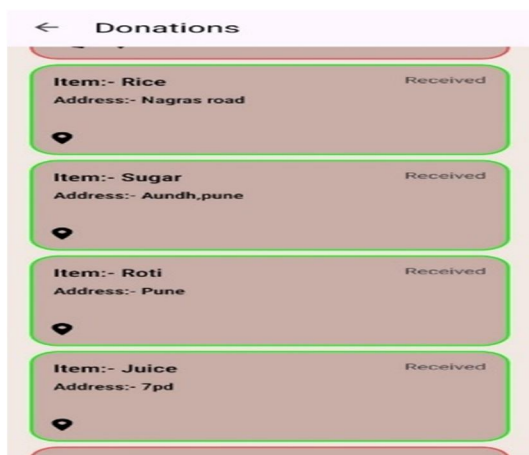 Donations
Item:- Rice
Received
Address:- Nagras road
Item:- Sugar
Received
Address:- Aundh,pune
Item:- Roti
Received
Address:- Pune
Item:- Juice
Received
Address:- 7pd